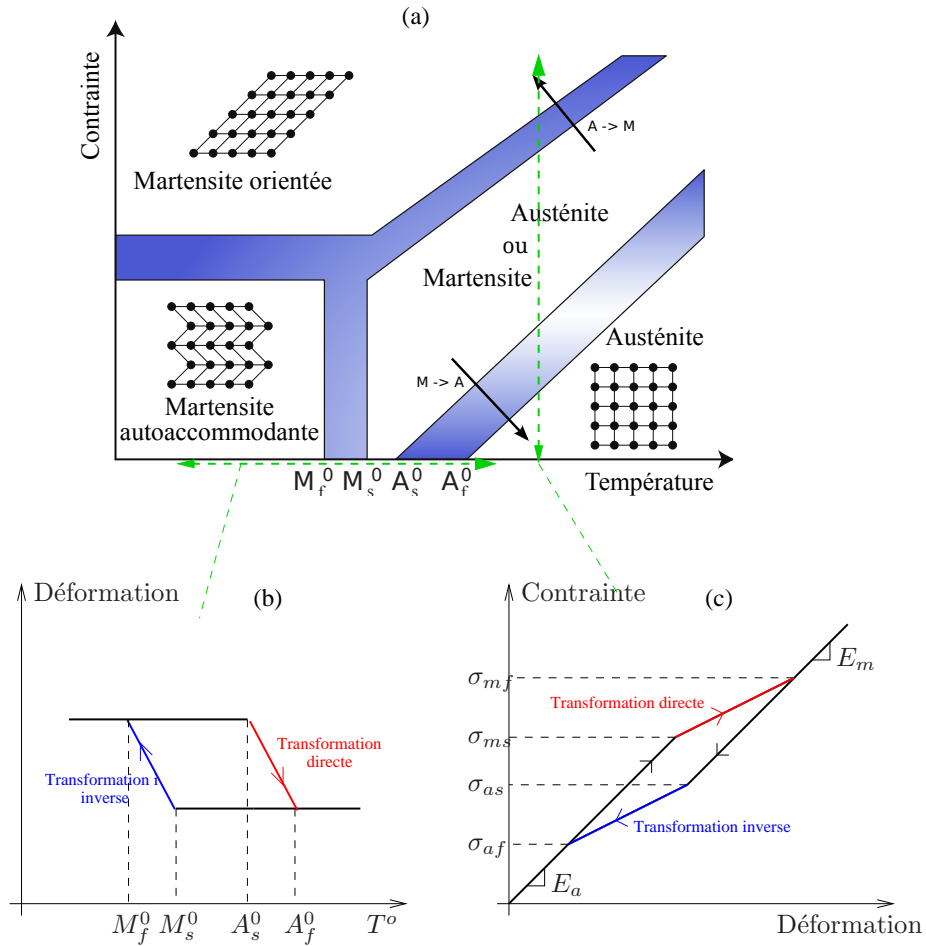 (a)
Contrainte
Martensite orientée
A -> M
Austénite
ou
Martensite
Austénite
M -> A
Martensite
autoaccommodante
M_f^0 M_s^0 A_s^0 A_f^0
Température
(b)
Déformation
Transformation
directe
Transformation
inverse
M_f^0 M_s^0 A_s^0 A_f^0 T^o
(c)
Contrainte
E_m
σ_mf
Transformation directe
σ_ms
σ_as
Transformation inverse
σ_af
E_a
Déformation